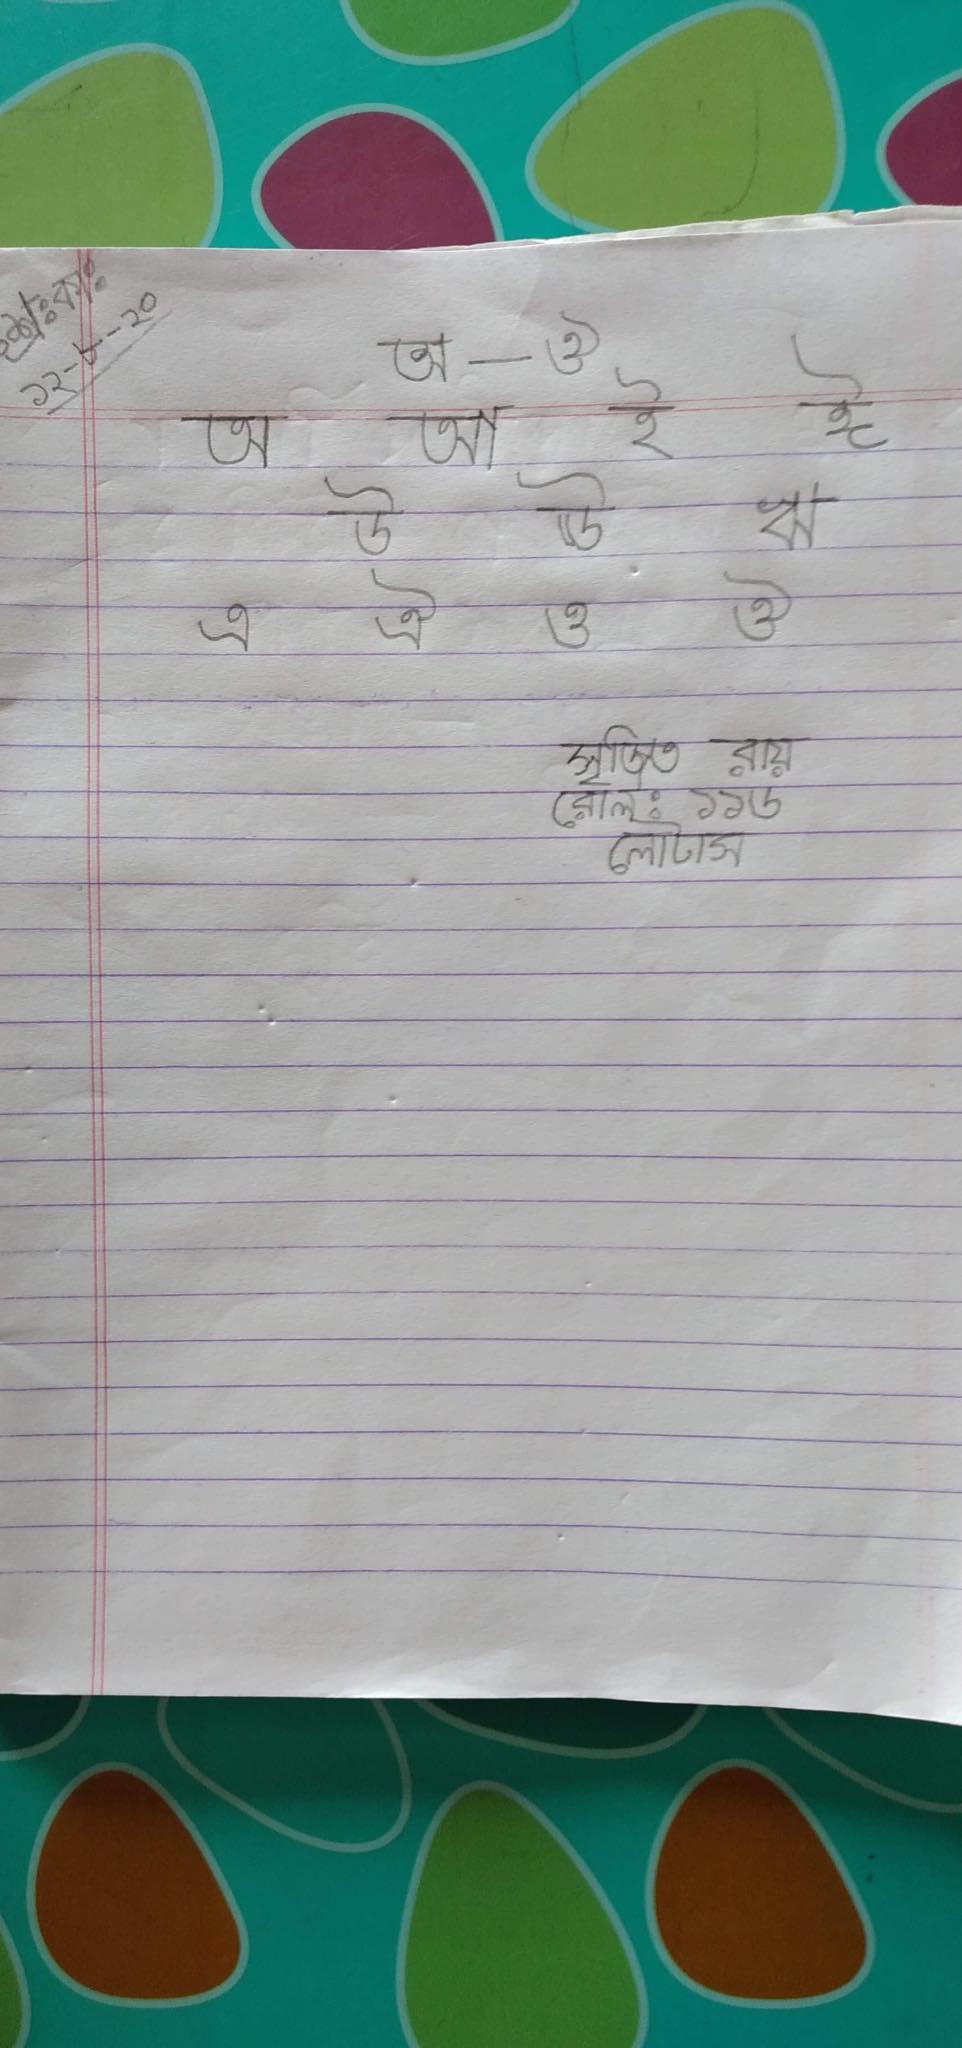 শ্রে:কা:
১২-৮-২০
অ — ঔ
অ আ ই ঈ
উ ঊ ঋ
এ ঐ ও ঔ
সৃজিত রায়
রোল: ১১৬
লোটাস